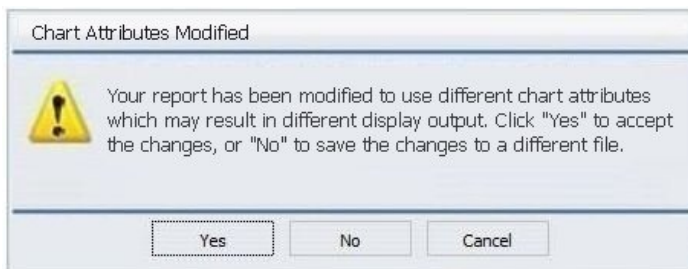 Chart Attributes Modified
Your report has been modified to use different chart attributes
which may result in different display output. Click "Yes" to accept
the changes, or "No" to save the changes to a different file.
Yes No Cancel